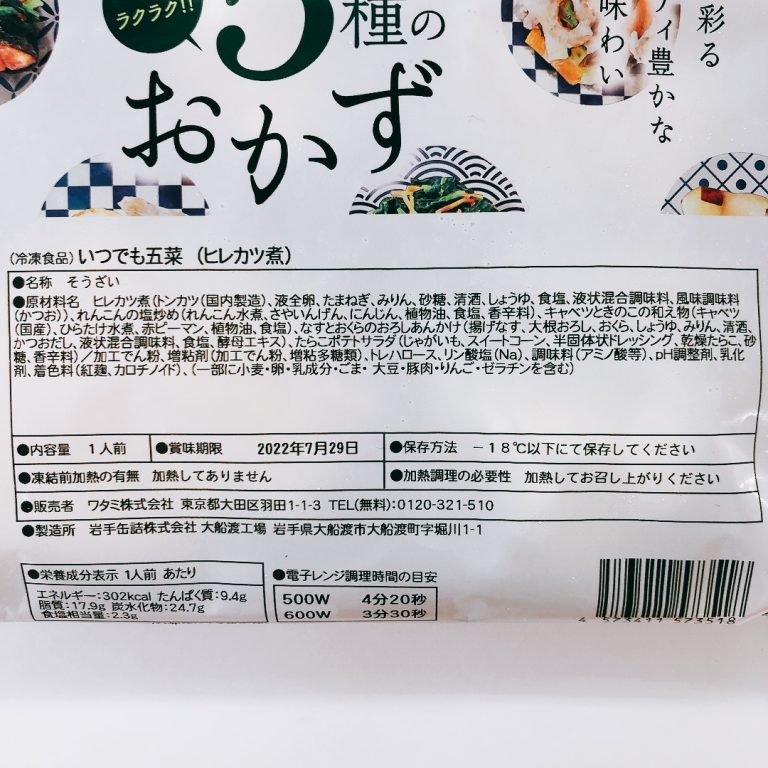 ラクラク!!
5種の
おかず
彩る
ティ豊かな
味わい
(冷凍食品) いつでも五菜 (ヒレカツ煮)
●名称 そうざい
●原材料名 ヒレカツ煮(トンカツ(国内製造)、液全卵、たまねぎ、みりん、砂糖、清酒、しょうゆ、食塩、液状混合調味料、風味調味料
(かつお))、れんこんの塩炒め(れんこん水煮、さやいんげん、にんじん、植物油、食塩、香辛料)、キャベツときのこの和え物(キャベツ
(国産)、ひらたけ水煮、赤ピーマン、植物油、食塩)、なすとおくらのおろしあんかけ(揚げなす、大根おろし、おくら、しょうゆ、みりん、清酒、
かつおだし、液状混合調味料、食塩、酵母エキス)、たらこポテトサラダ(じゃがいも、スイートコーン、半固体状ドレッシング、乾燥たらこ、砂
糖、香辛料)/加工でん粉、増粘剤(加工でん粉、増粘多糖類)、トレハロース、リン酸塩(Na)、調味料(アミノ酸等)、pH調整剤、乳化
剤、着色料(紅麹、カロチノイド)、(一部に小麦・卵・乳成分・ごま・大豆・豚肉・りんご・ゼラチンを含む)
●内容量 1人前 ●賞味期限 2022年7月29日 ●保存方法 -18℃以下にて保存してください
●凍結前加熱の有無 加熱してありません ●加熱調理の必要性 加熱してお召し上がりください
●販売者 ワタミ株式会社 東京都大田区羽田1-1-3 TEL(無料):0120-321-510
●製造所 岩手缶詰株式会社 大船渡工場 岩手県大船渡市大船渡町字堀川1-1
●栄養成分表示 1人前 あたり
エネルギー:302kcal たんぱく質:9.4g
脂質:17.9g 炭水化物:24.7g
食塩相当量:2.3g
●電子レンジ調理時間の目安
500W 4分20秒
600W 3分30秒
4 573411 573518